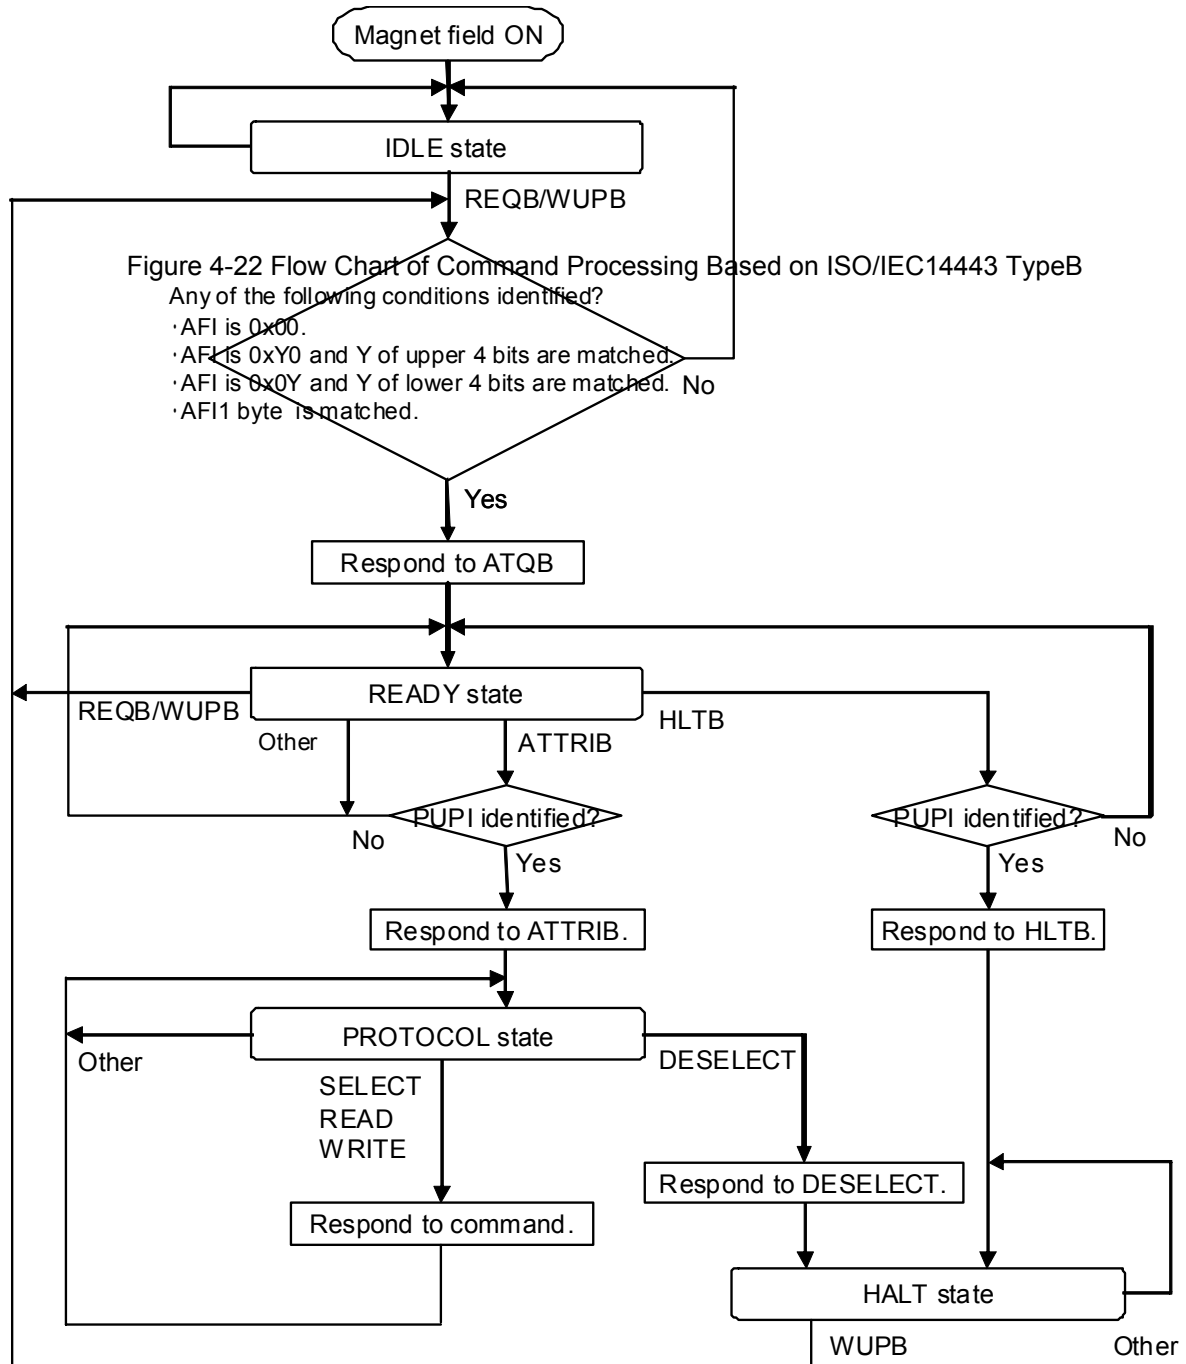 Magnet field ON
IDLE state
REQB/WUPB
Figure 4-22 Flow Chart of Command Processing Based on ISO/IEC14443 TypeB
Any of the following conditions identified?
·AFI is 0x00.
·AFI is 0xY0 and Y of upper 4 bits are matched.
·AFI is 0x0Y and Y of lower 4 bits are matched.
No
·AFI1 byte is matched.
Yes
Respond to ATQB
READY state
REQB/WUPB
HLTB
Other
ATTRIB
PUPI identified?
PUPI identified?
No
No
Yes
Yes
Respond to ATTRIB.
Respond to HLTB.
PROTOCOL state
Other
DESELECT
SELECT
READ
WRITE
Respond to DESELECT.
Respond to command.
HALT state
WUPB
Other